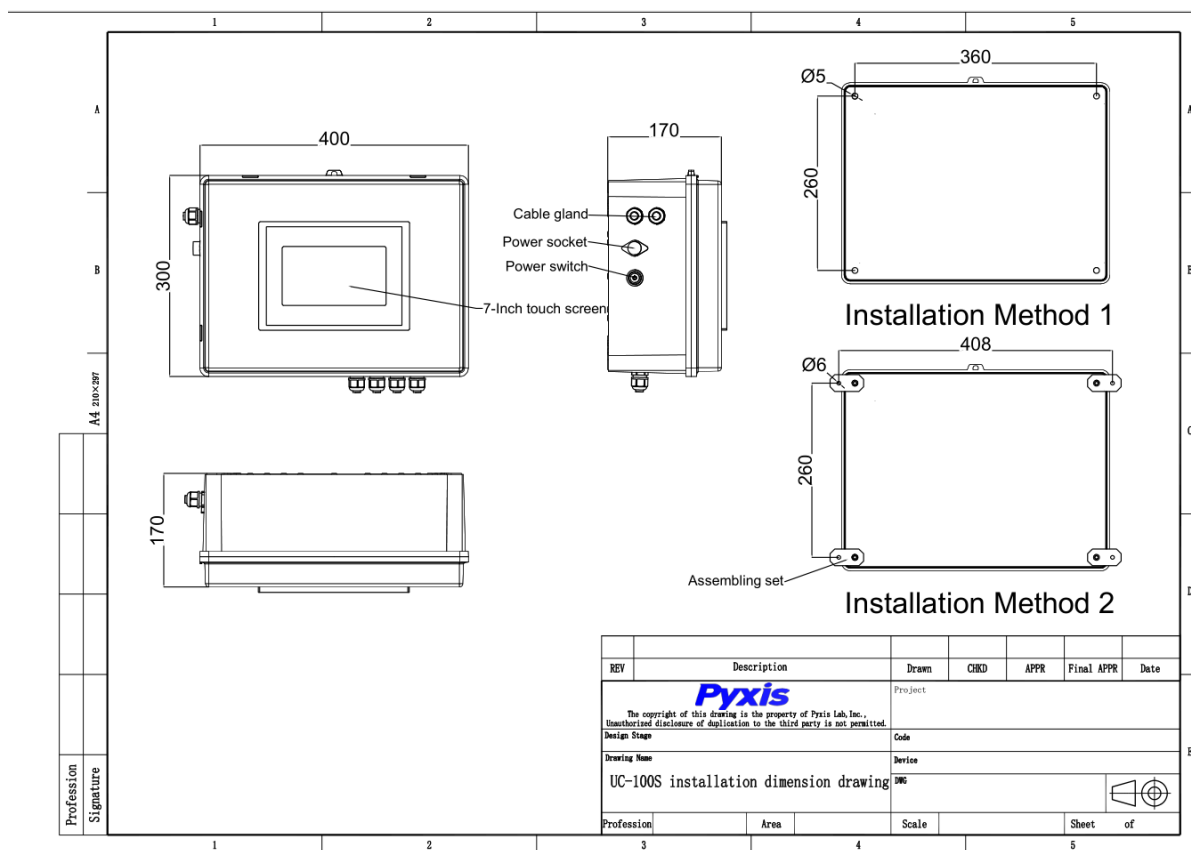 1 2 3 4 5
A
B
A4 210×297
400
300
7-Inch touch screen
170
Cable gland
Power socket
Power switch
360
Ø5
260
Installation Method 1
408
Ø6
260
Assembling set
Installation Method 2
170
Profession
Signature
REV Description Drawn CHKD APPR Final APPR Date
Pyxis
The copyright of this drawing is the property of Pyxis Lab,Inc.,
Unauthorized disclosure of duplication to the third party is not permitted.
Project
Design Stage
Code
Drawing Name
Device
UC-100S installation dimension drawing
DWG
Profession Area Scale Sheet of
1 2 3 4 5